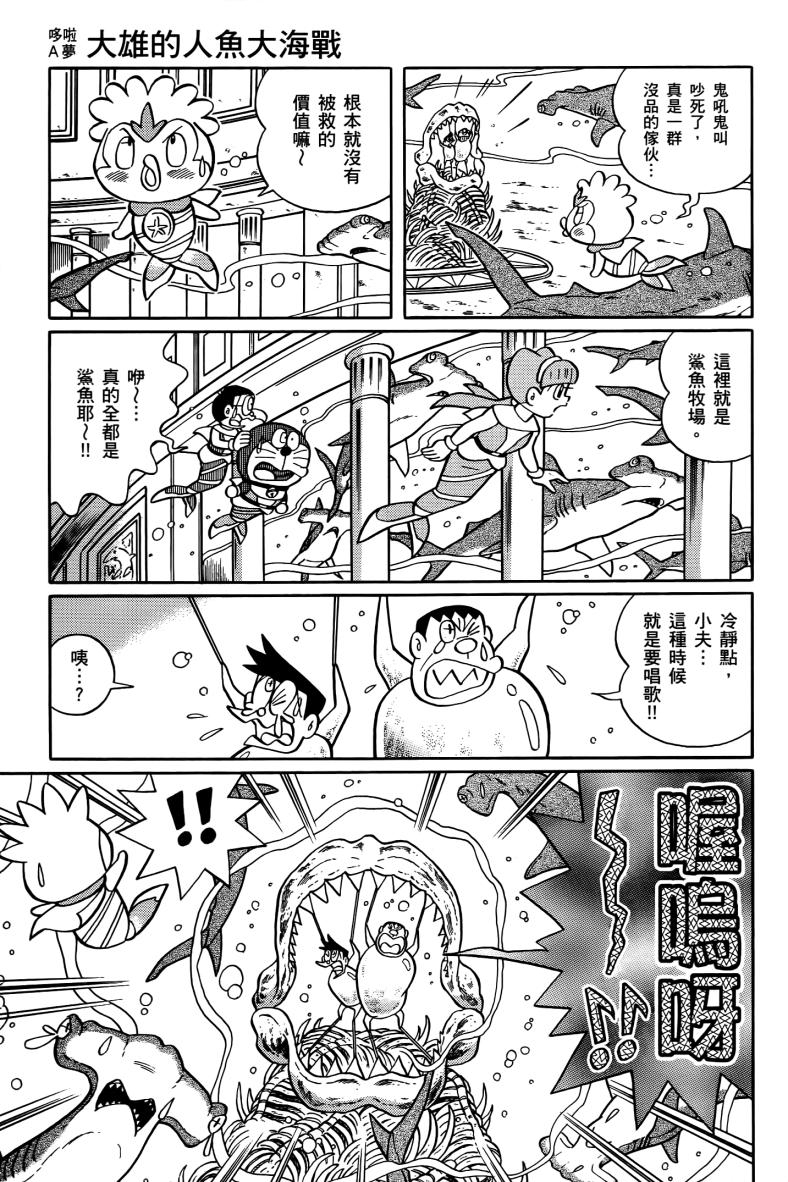 哆啦
A夢
大雄的人魚大海戰
鬼吼鬼叫
吵死了，
真是一群
沒品的傢伙…
根本就沒有
被救的
價值嘛～
這裡就是
鯊魚牧場。
咿～……
真的全都是
鯊魚耶～!!
冷靜點，
小夫…
這種時候
就是要唱歌!!
咦…?
喔嗚呀
～!!
!!